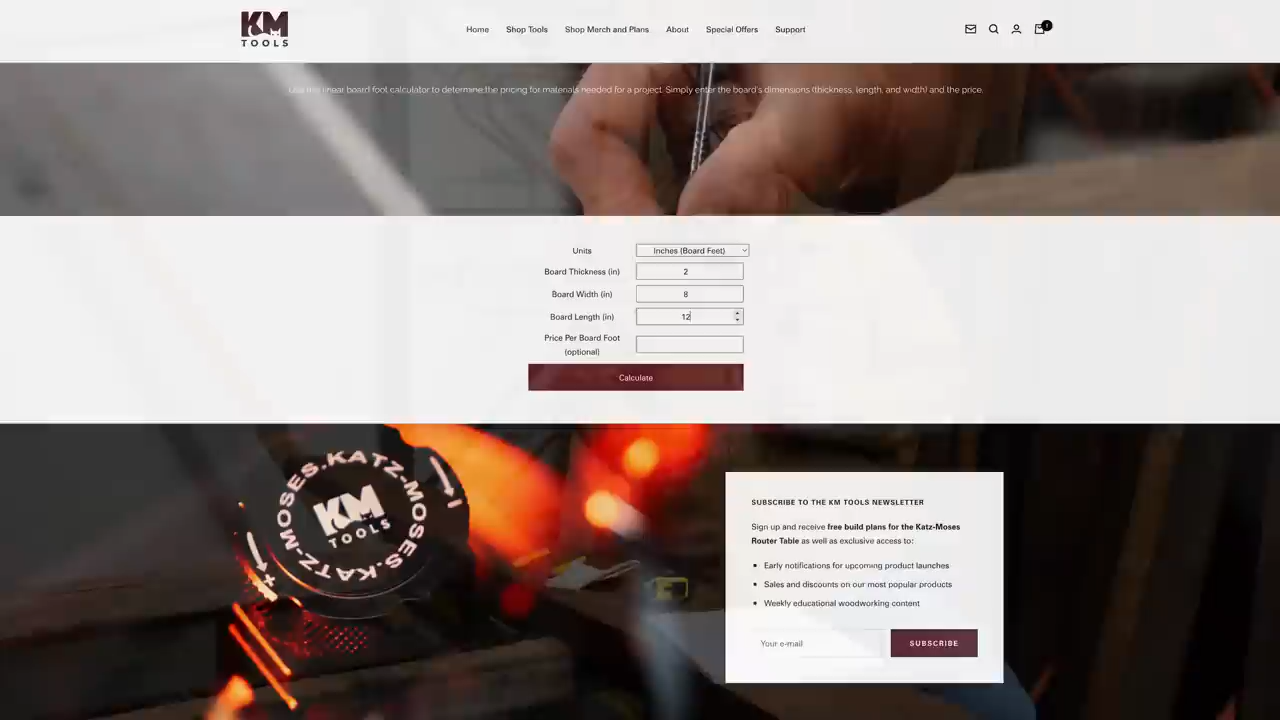 KM
TOOLS
Home Shop Tools Shop Merch and Plans About Special Offers Support
Use this linear board foot calculator to determine the pricing for materials needed for a project. Simply enter the board's dimensions (thickness, length, and width) and the price.
Units Inches (Board Feet)
Board Thickness (in) 2
Board Width (in) 8
Board Length (in) 12
Price Per Board Foot
(optional)
Calculate
KATZ-MOSES.KATZ-MOSES.
KM
TOOLS
SUBSCRIBE TO THE KM TOOLS NEWSLETTER
Sign up and receive free build plans for the Katz-Moses
Router Table as well as exclusive access to:
• Early notifications for upcoming product launches
• Sales and discounts on our most popular products
• Weekly educational woodworking content
Your e-mail SUBSCRIBE